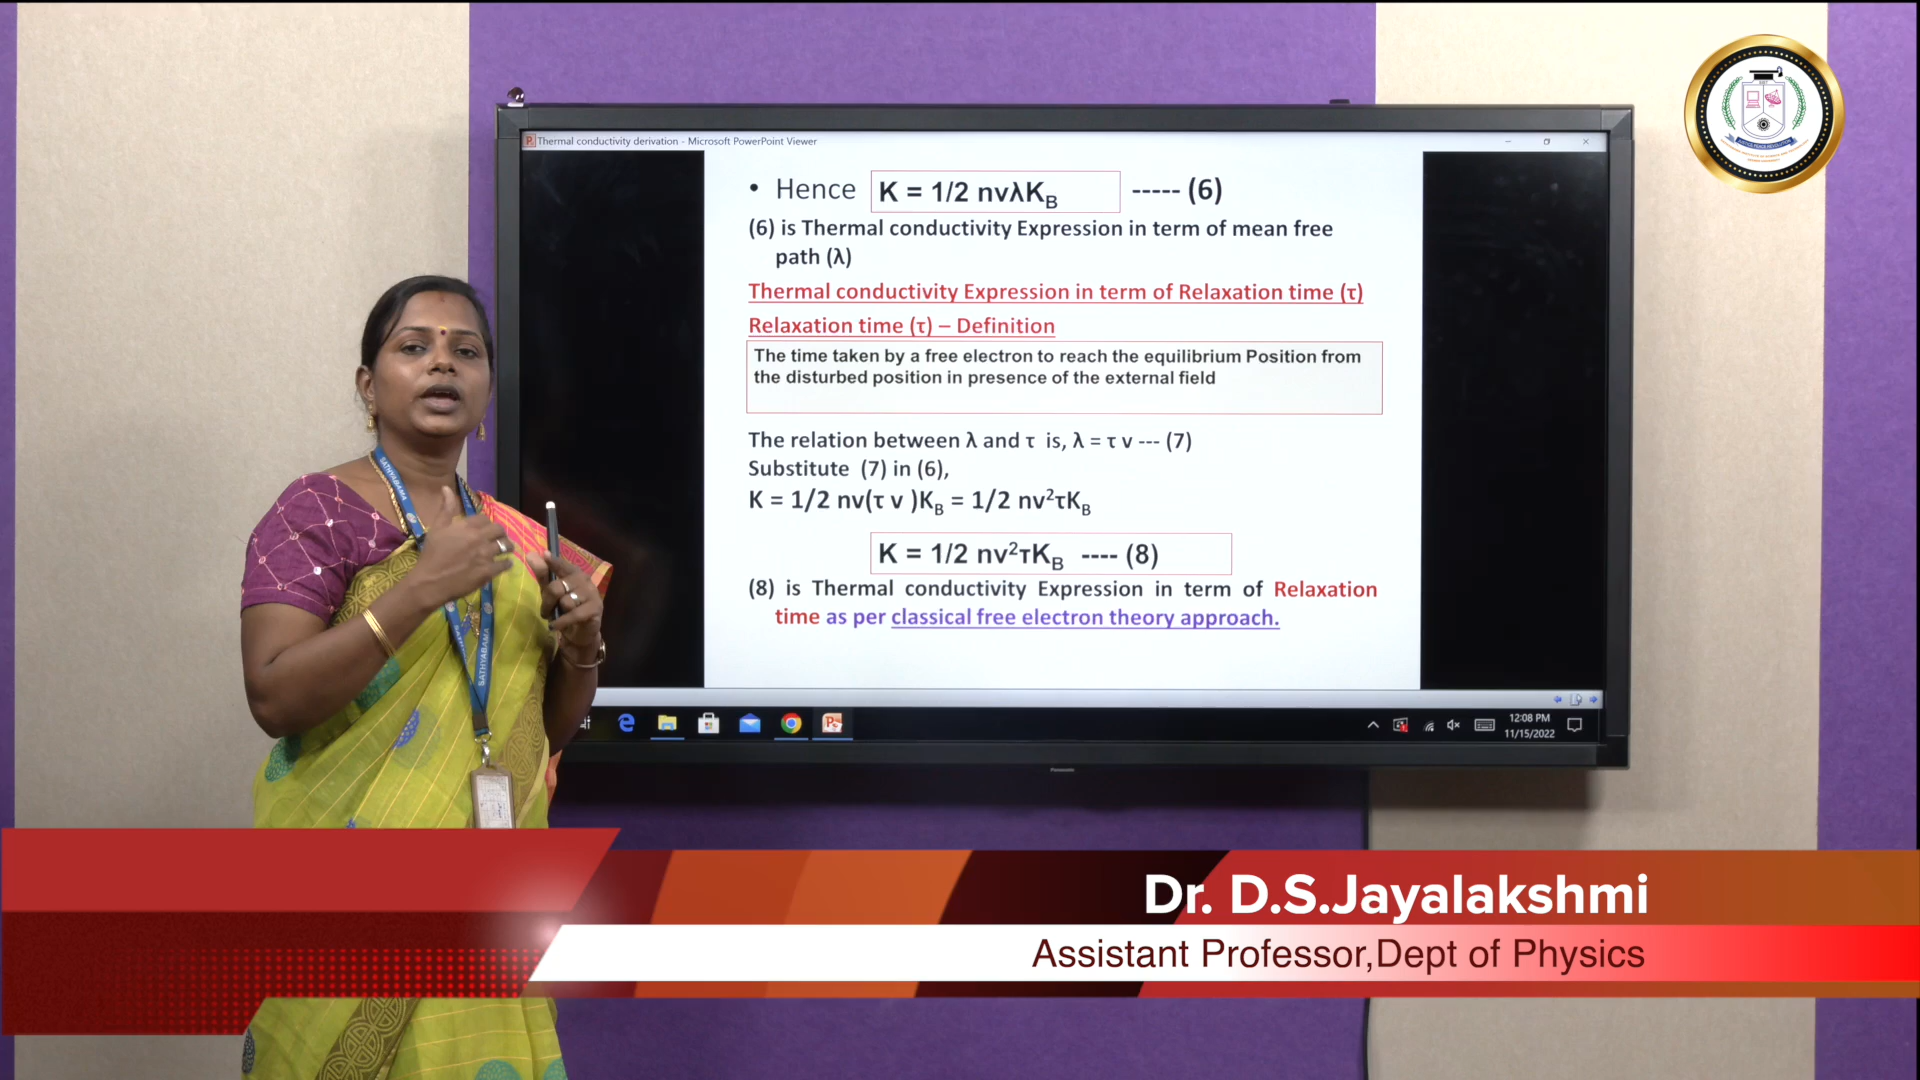 Thermal conductivity derivation - Microsoft PowerPoint Viewer
• Hence K = 1/2 nvλK_B ----- (6)
(6) is Thermal conductivity Expression in term of mean free
path (λ)
Thermal conductivity Expression in term of Relaxation time (τ)
Relaxation time (τ) – Definition
The time taken by a free electron to reach the equilibrium Position from
the disturbed position in presence of the external field
The relation between λ and τ is, λ = τ v --- (7)
Substitute (7) in (6),
K = 1/2 nv(τ v )K_B = 1/2 nv²τK_B
K = 1/2 nv²τK_B ---- (8)
(8) is Thermal conductivity Expression in term of Relaxation
time as per classical free electron theory approach.
12:08 PM
11/15/2022
SATHYABAMA
SATHYABAMA
Panasonic
Dr. D.S.Jayalakshmi
Assistant Professor,Dept of Physics